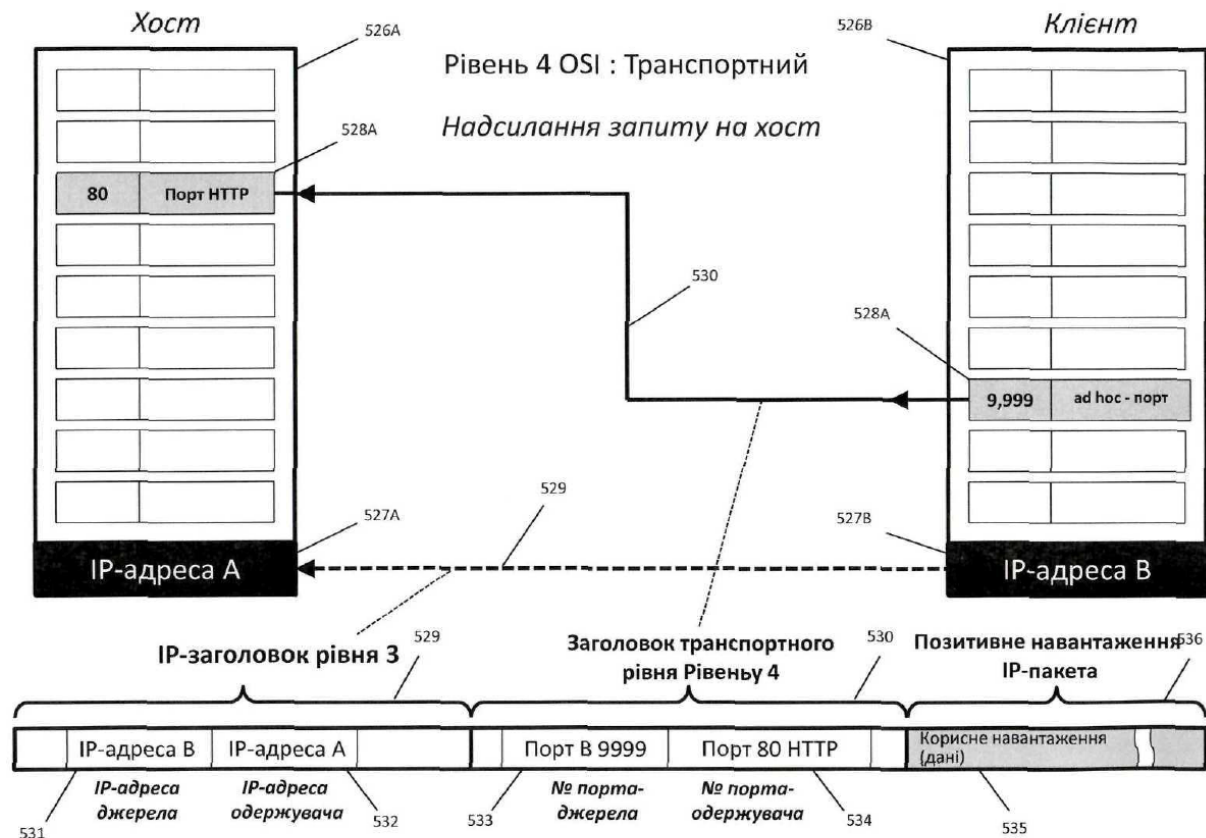 Хост
Клієнт
526A
526B
Рівень 4 OSI : Транспортний
Надсилання запиту на хост
528A
80
Порт HTTP
530
528A
9,999
ad hoc - порт
529
527A
527B
IP-адреса A
IP-адреса B
IP-заголовок рівня 3
529
Заголовок транспортного
рівня Рівеньу 4
530
Позитивне навантаження
IP-пакета
536
IP-адреса B
IP-адреса A
Порт B 9999
Порт 80 HTTP
Корисне навантаження
(дані)
IP-адреса
джерела
IP-адреса
одержувача
№ порта-
джерела
№ порта-
одержувача
531
532
533
534
535